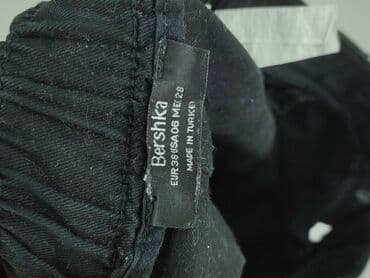 Bershka
EUR 38 USA 06 MEX 28
MADE IN TURKEY